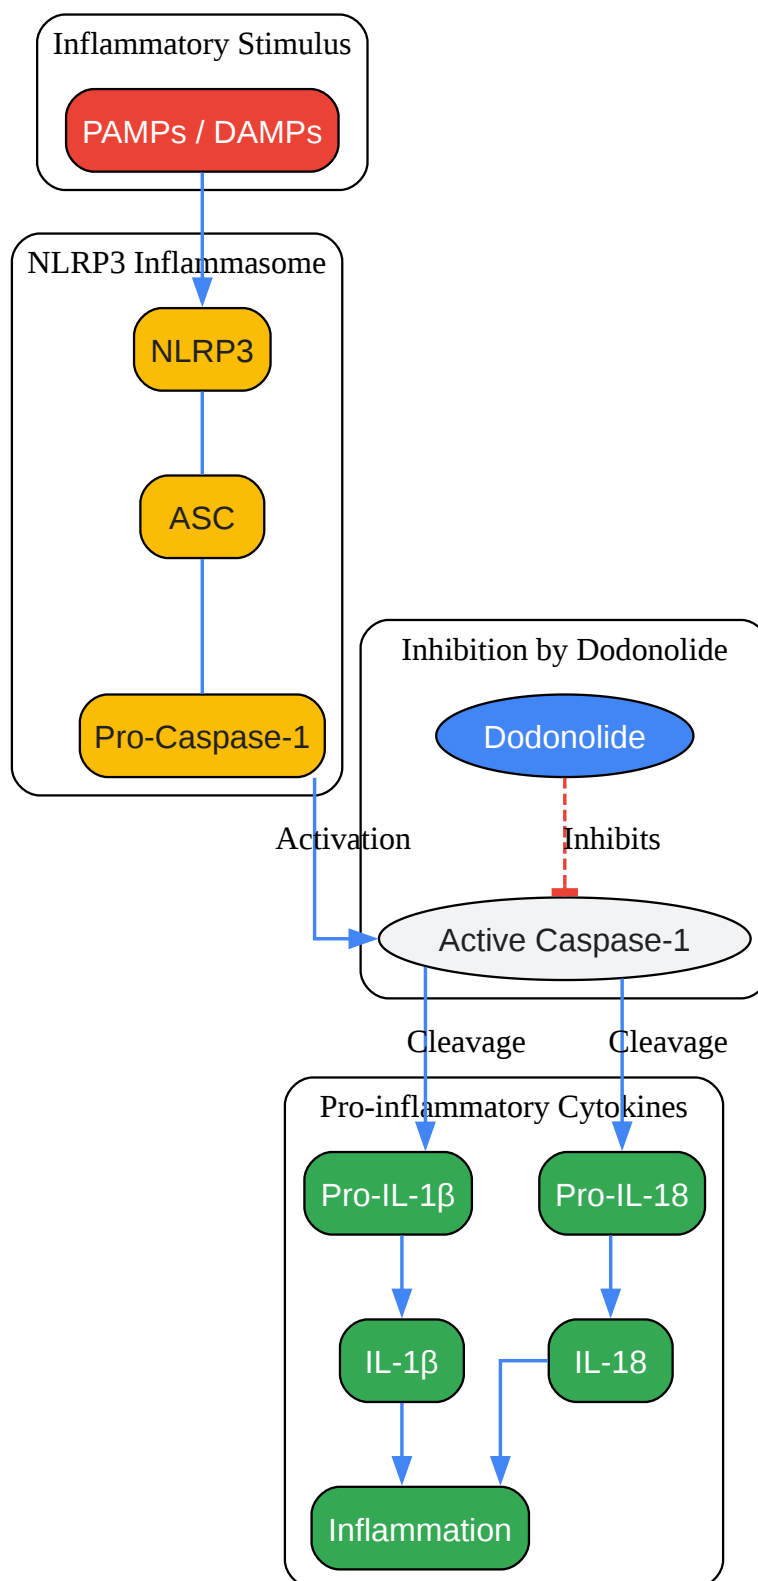 Inflammatory Stimulus
PAMPs / DAMPs
NLRP3 Inflammasome
NLRP3
ASC
Pro-Caspase-1
Inhibition by Dodonolide
Dodonolide
Activation
Inhibits
Active Caspase-1
Cleavage
Cleavage
Pro-inflammatory Cytokines
Pro-IL-1β
Pro-IL-18
IL-1β
IL-18
Inflammation